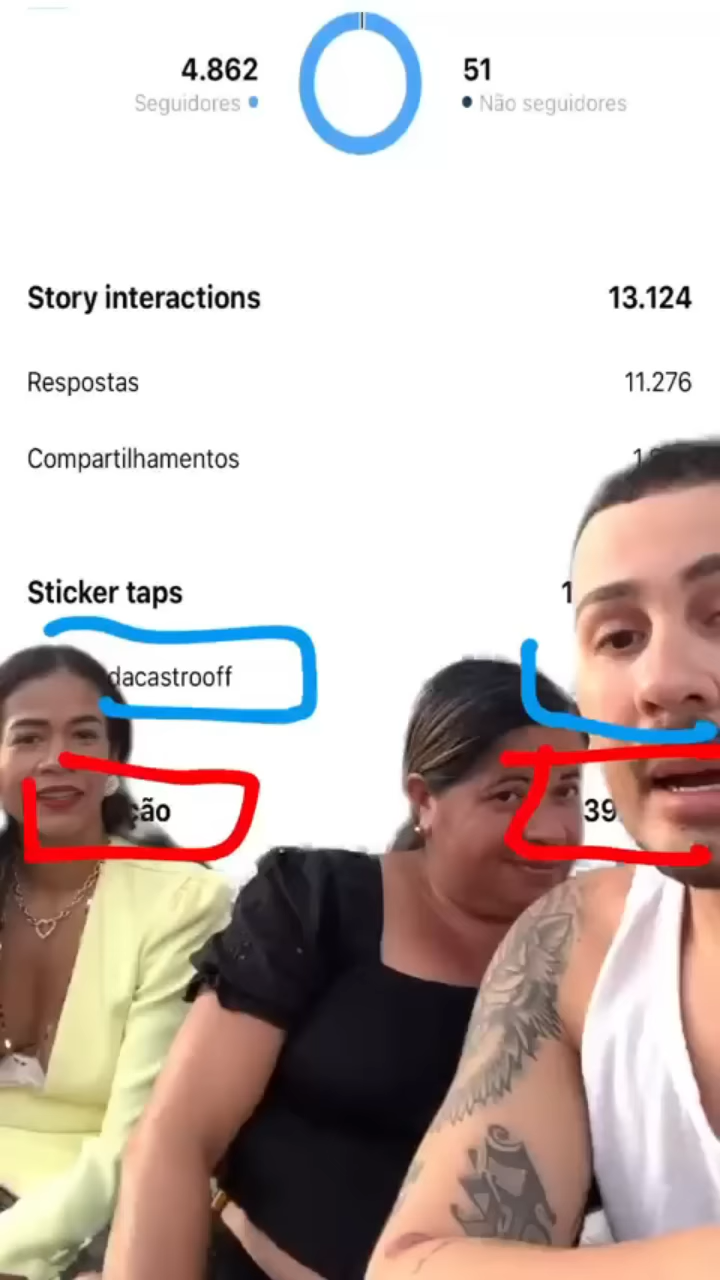 4.862 51
Seguidores Não seguidores
Story interactions 13.124
Respostas 11.276
Compartilhamentos
Sticker taps 1
dacastrooff
ção 39